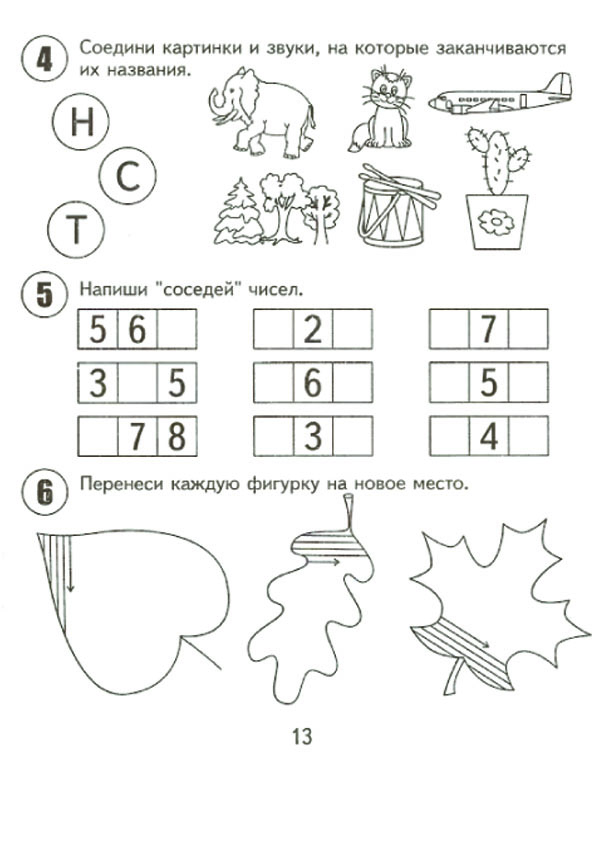 4 Соедини картинки и звуки, на которые заканчиваются
их названия.
Н
С
Т
5 Напиши "соседей" чисел.
5 6 2 7
3 5 6 5
7 8 3 4
6 Перенеси каждую фигурку на новое место.
13